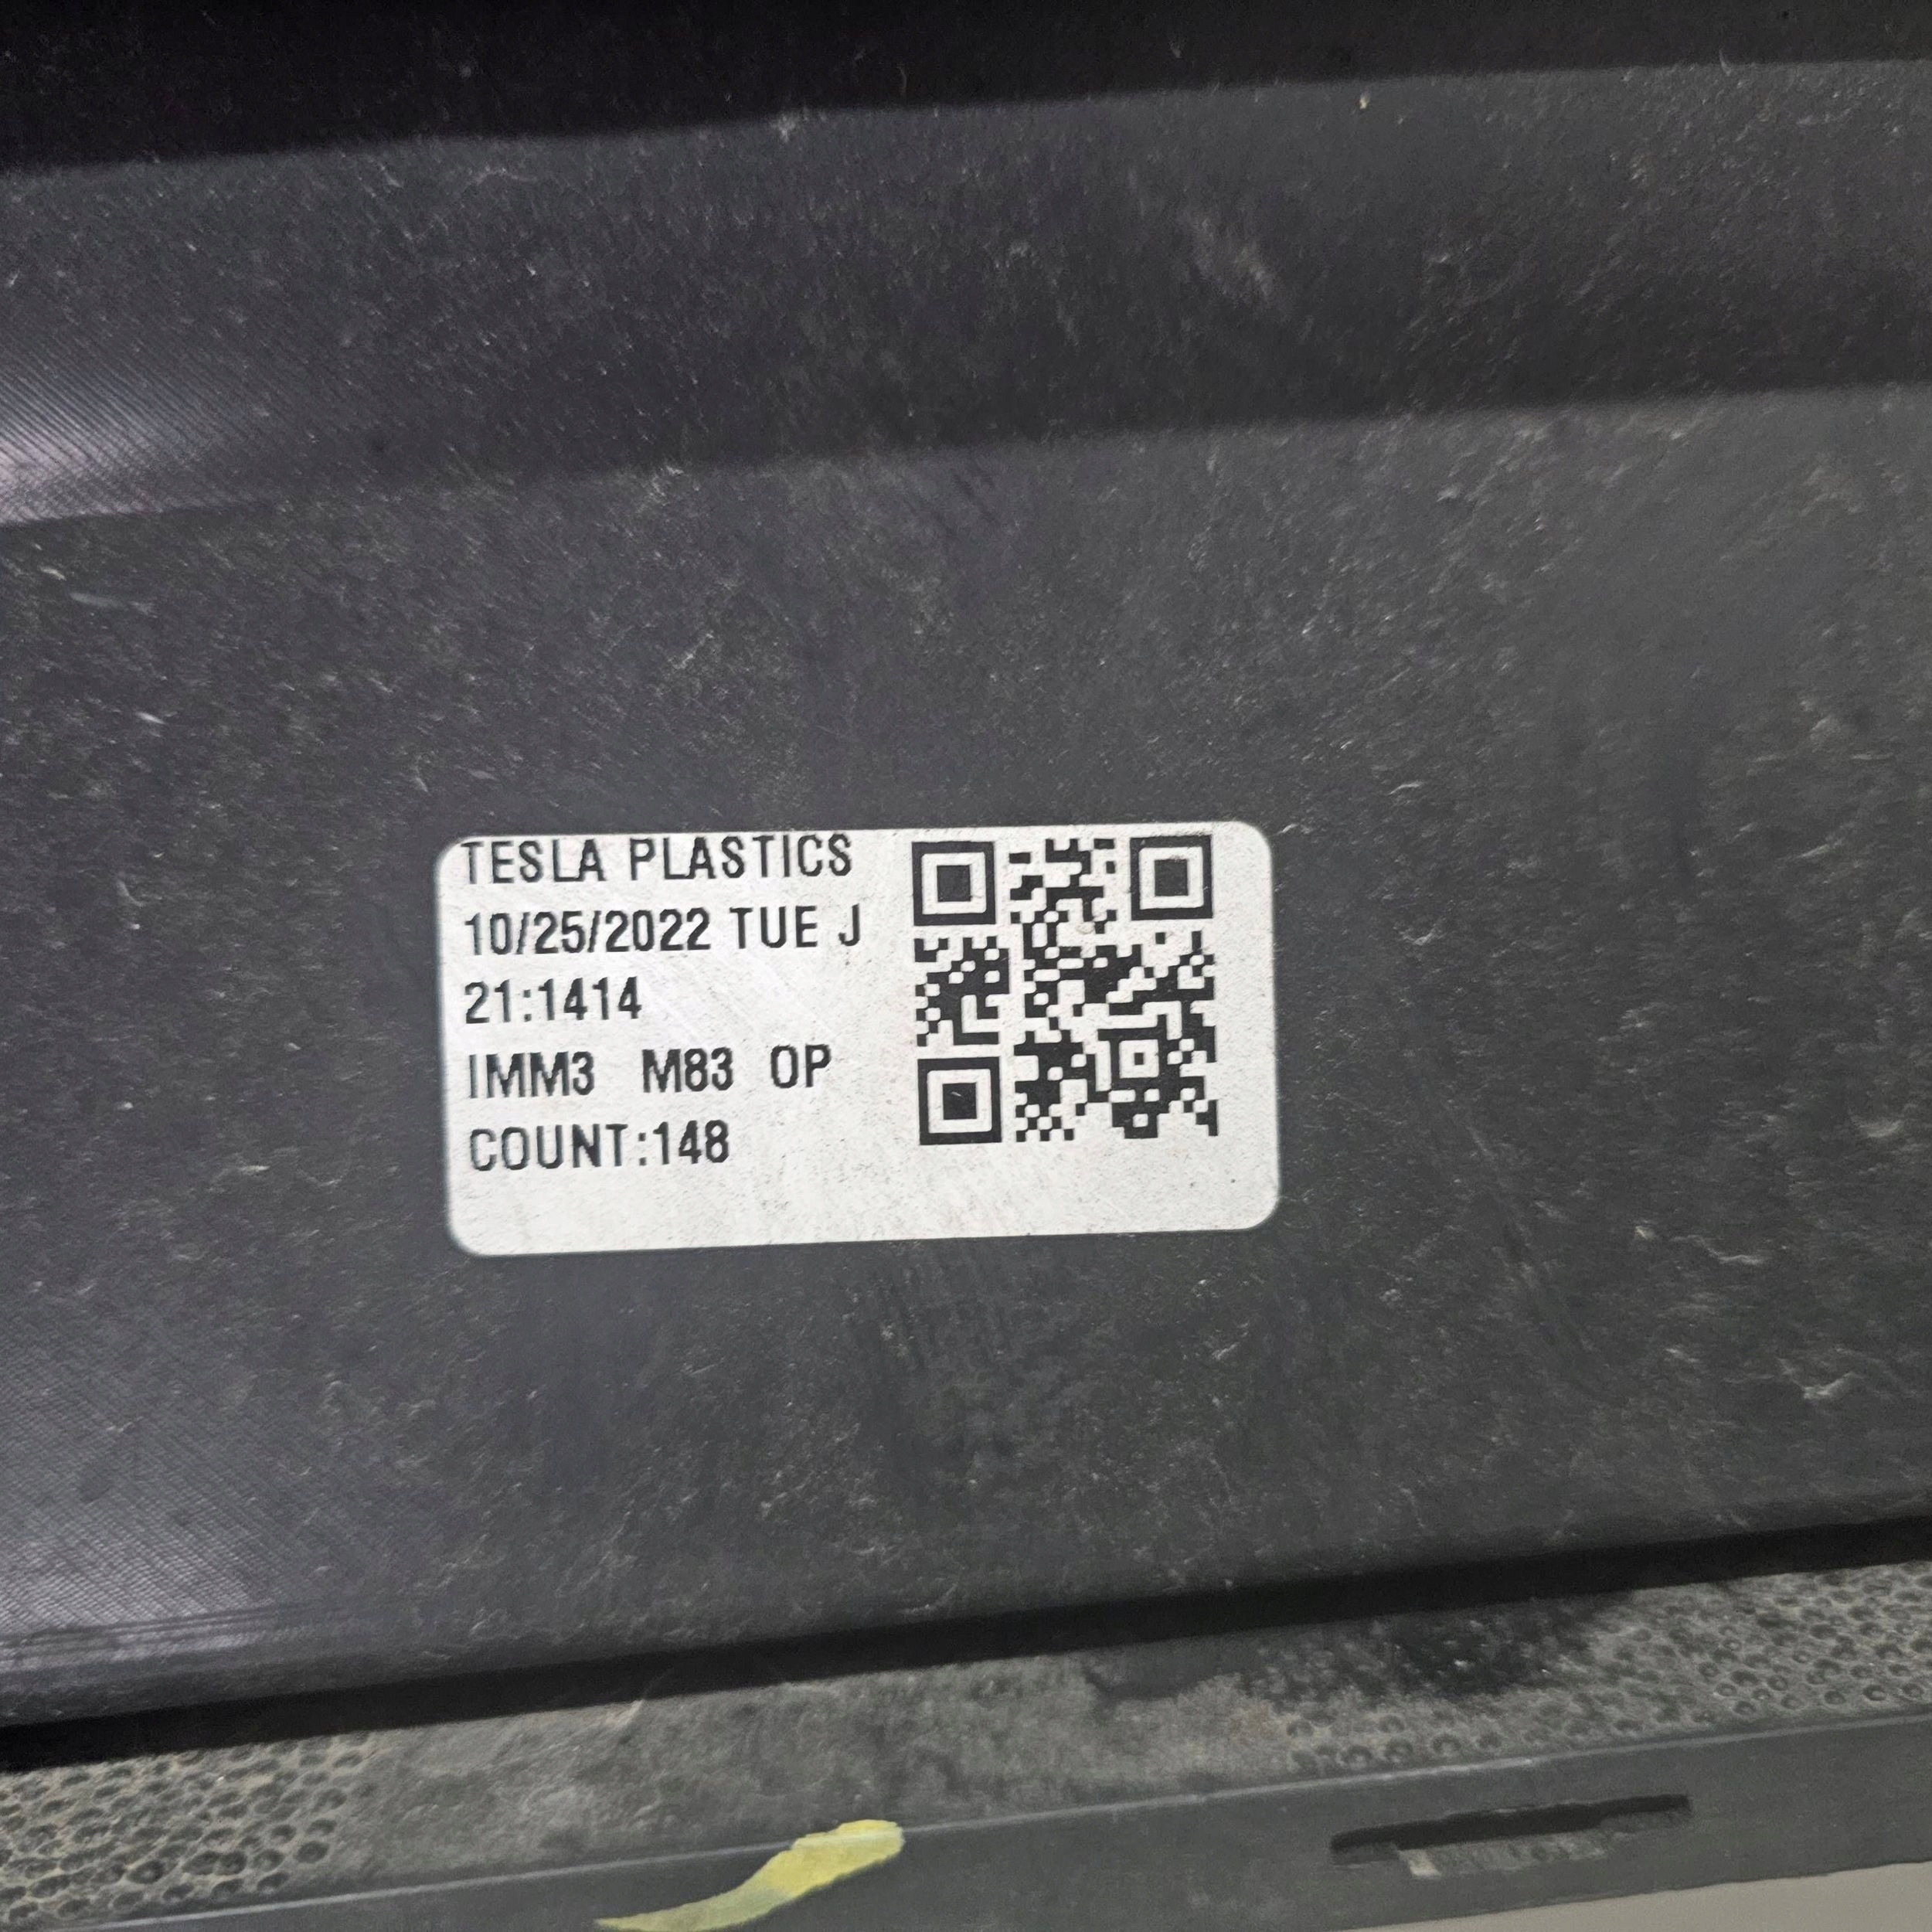 TESLA PLASTICS
10/25/2022 TUE J
21:1414
IMM3 M83 OP
COUNT:148